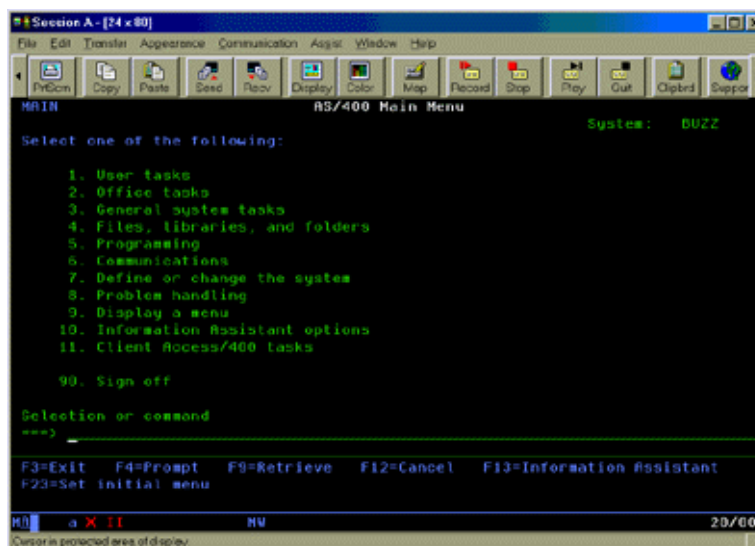 Session A - [24 x 80]
File Edit Transfer Appearance Communication Assist Window Help
PrtScrn Copy Paste Send Recv Display Color Map Record Stop Play Quit Clipbrd Suppor
MAIN AS/400 Main Menu
System: BUZZ
Select one of the following:
1. User tasks
2. Office tasks
3. General system tasks
4. Files, libraries, and folders
5. Programming
6. Communications
7. Define or change the system
8. Problem handling
9. Display a menu
10. Information Assistant options
11. Client Access/400 tasks
90. Sign off
Selection or command
===>
F3=Exit F4=Prompt F9=Retrieve F12=Cancel F13=Information Assistant
F23=Set initial menu
a X II MW 20/00
Cursor in protected area of display.